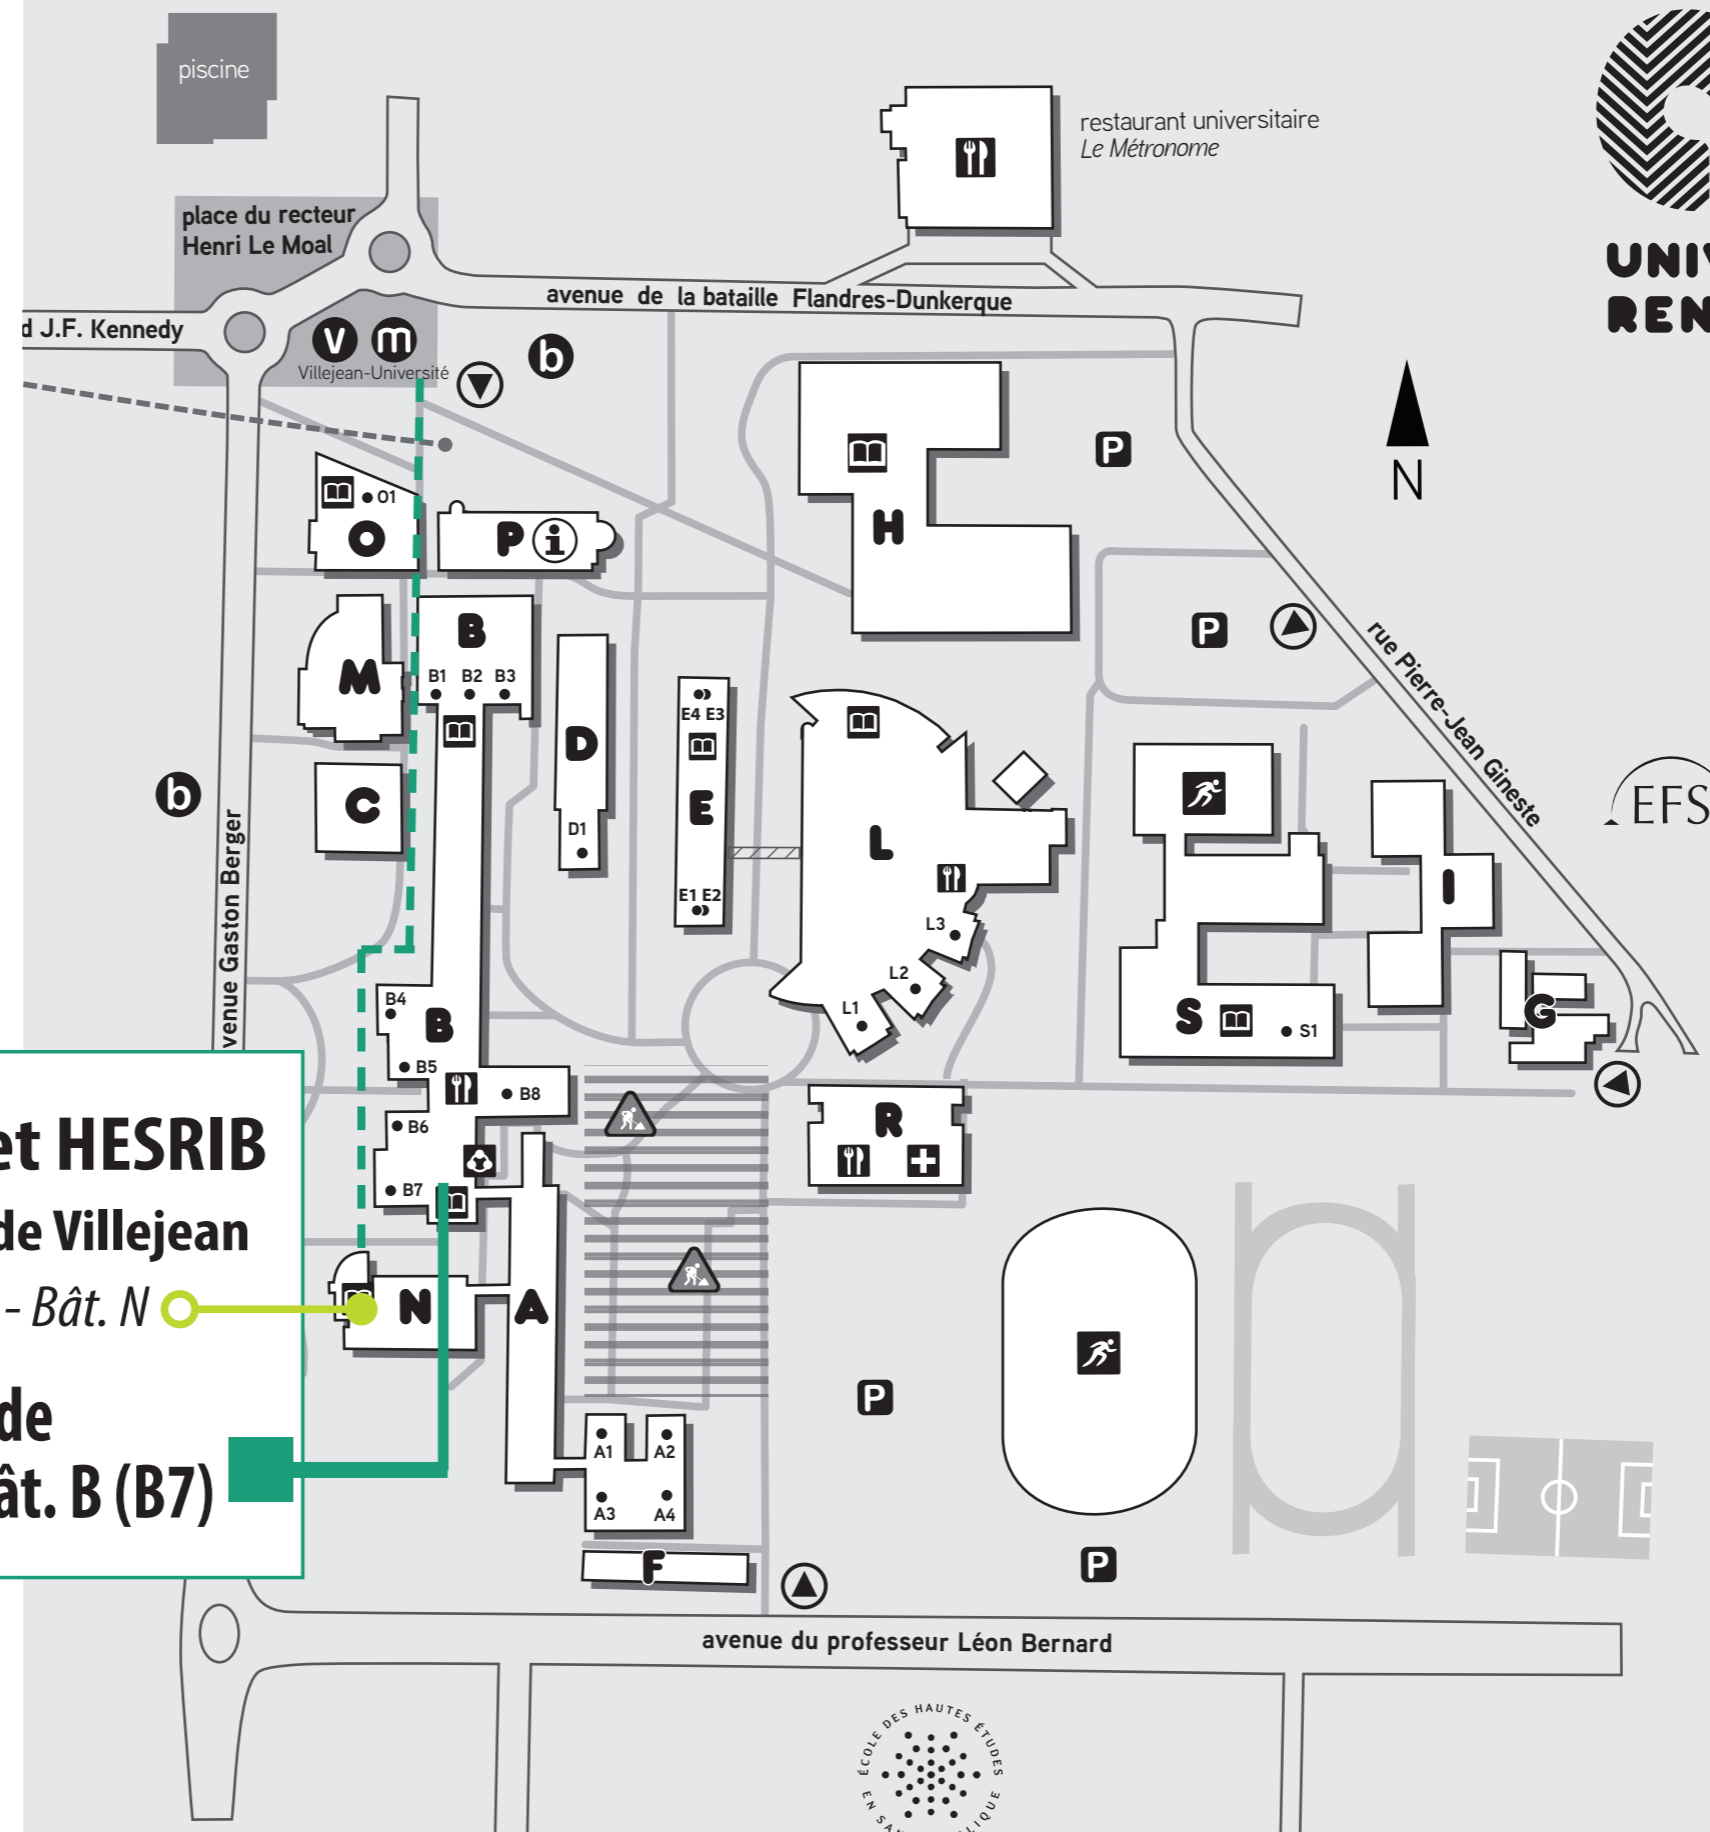 piscine
restaurant universitaire
Le Métronome
place du recteur
Henri Le Moal
avenue de la bataille Flandres-Dunkerque
d J.F. Kennedy
v m
Villejean-Université
b
P
N
O1
O
P i
H
B
B1 B2 B3
M
P
rue Pierre-Jean Gineste
E4 E3
D
C
E
D1
L
b
EFS
I
E1 E2
L3
L2
L1
venue Gaston Berger
B4
B
B5
B8
B6
B7
S
S1
G
R
et HESRIB
de Villejean
- Bât. N
N
A
de
ât. B (B7)
P
A1 A2
A3 A4
F
P
avenue du professeur Léon Bernard
ÉCOLE DES HAUTES ÉTUDES